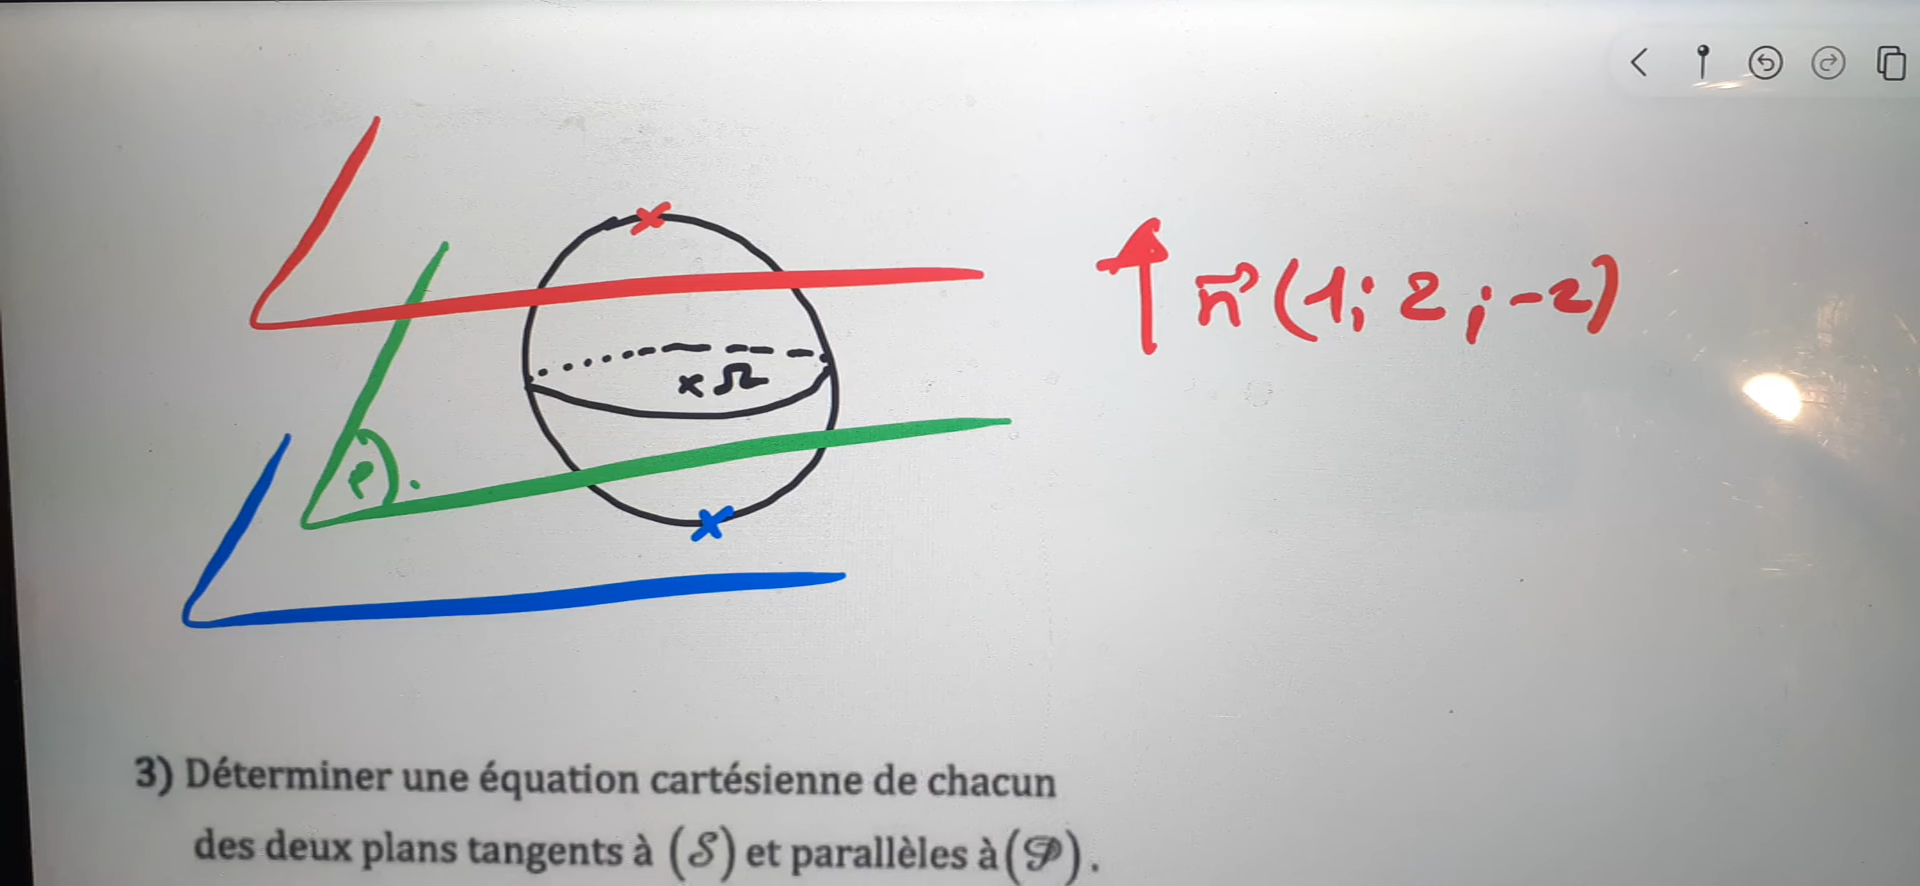 n⃗ (1; 2; -2)
× Ω
(P).
3) Déterminer une équation cartésienne de chacun
des deux plans tangents à (𝒮) et parallèles à (𝒫).